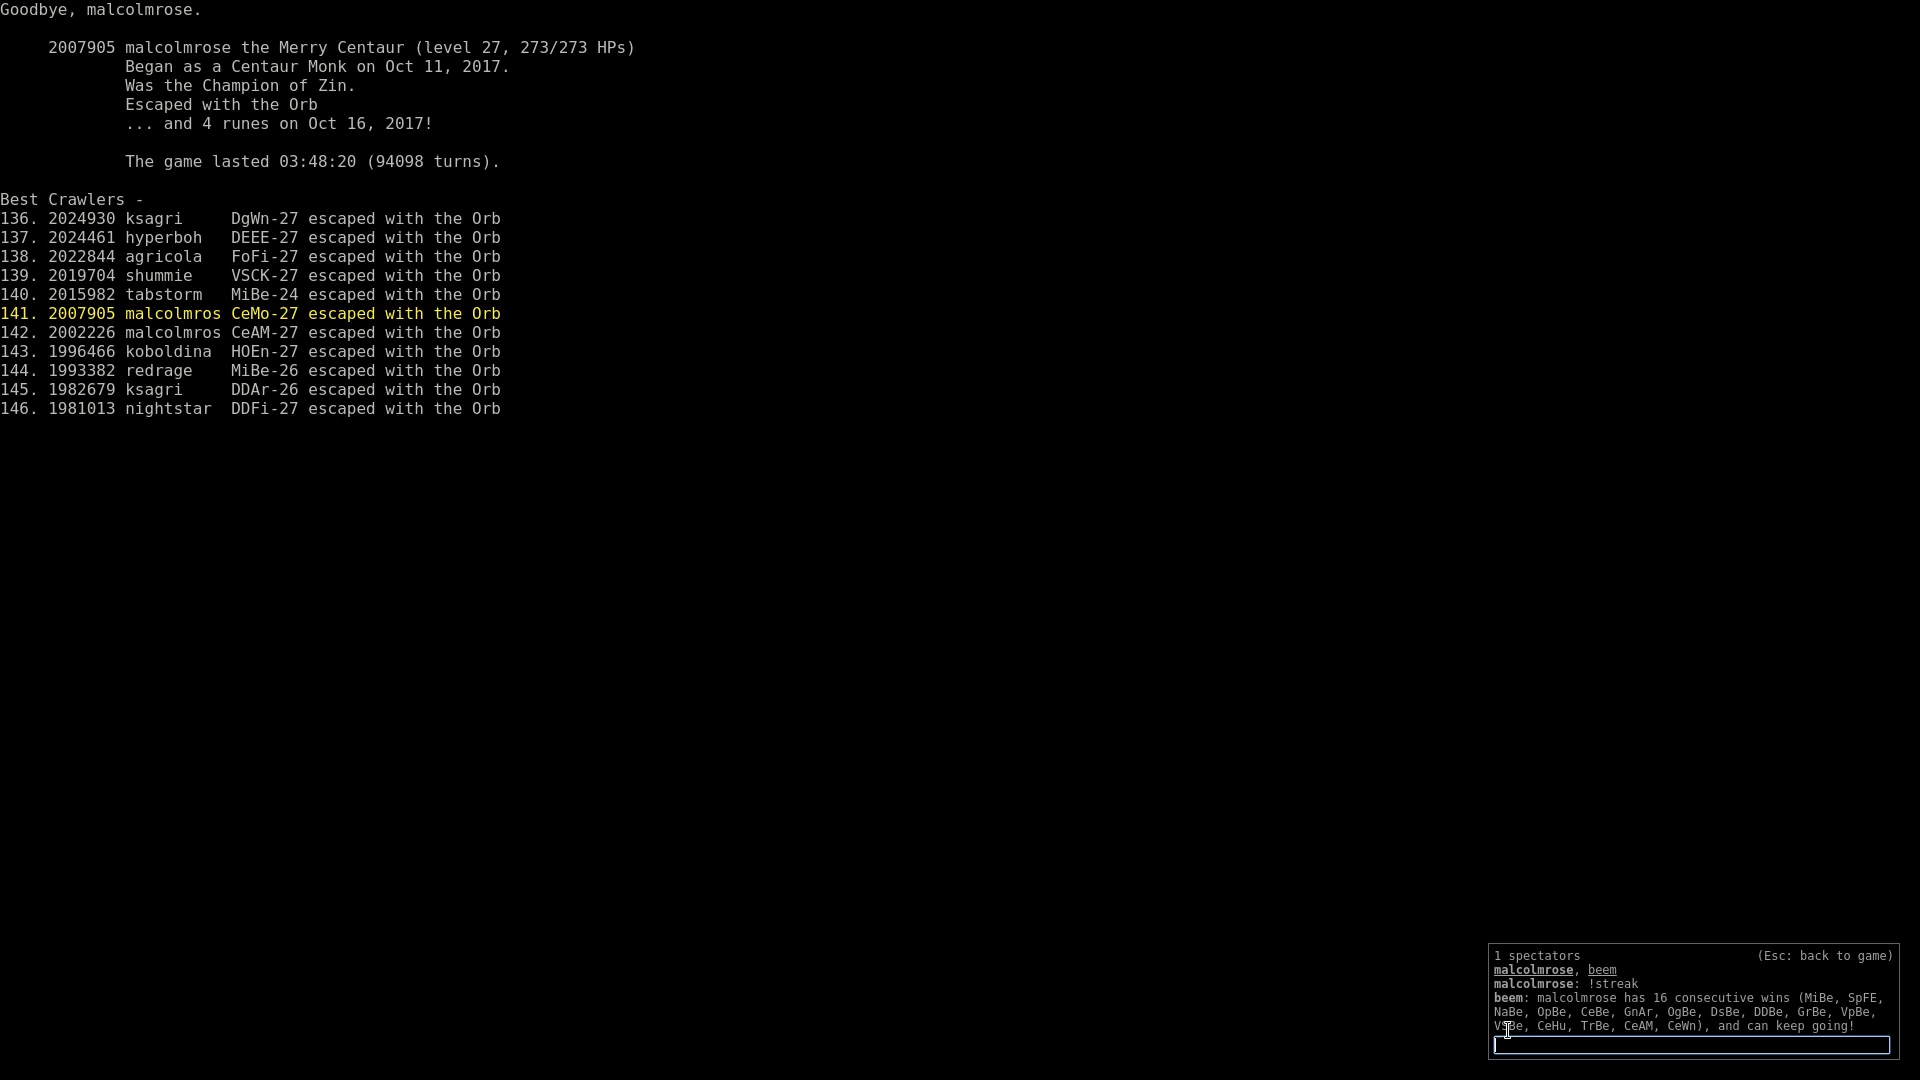 Goodbye, malcolmrose.
2007905 malcolmrose the Merry Centaur (level 27, 273/273 HPs)
Began as a Centaur Monk on Oct 11, 2017.
Was the Champion of Zin.
Escaped with the Orb
... and 4 runes on Oct 16, 2017!
The game lasted 03:48:20 (94098 turns).
Best Crawlers -
136. 2024930 ksagri DgWn-27 escaped with the Orb
137. 2024461 hyperboh DEEE-27 escaped with the Orb
138. 2022844 agricola FoFi-27 escaped with the Orb
139. 2019704 shummie VSCK-27 escaped with the Orb
140. 2015982 tabstorm MiBe-24 escaped with the Orb
141. 2007905 malcolmros CeMo-27 escaped with the Orb
142. 2002226 malcolmros CeAM-27 escaped with the Orb
143. 1996466 koboldina HOEn-27 escaped with the Orb
144. 1993382 redrage MiBe-26 escaped with the Orb
145. 1982679 ksagri DDAr-26 escaped with the Orb
146. 1981013 nightstar DDFi-27 escaped with the Orb
1 spectators (Esc: back to game)
malcolmrose, beem
malcolmrose: !streak
beem: malcolmrose has 16 consecutive wins (MiBe, SpFE,
NaBe, OpBe, CeBe, GnAr, OgBe, DsBe, DDBe, GrBe, VpBe,
VSBe, CeHu, TrBe, CeAM, CeWn), and can keep going!